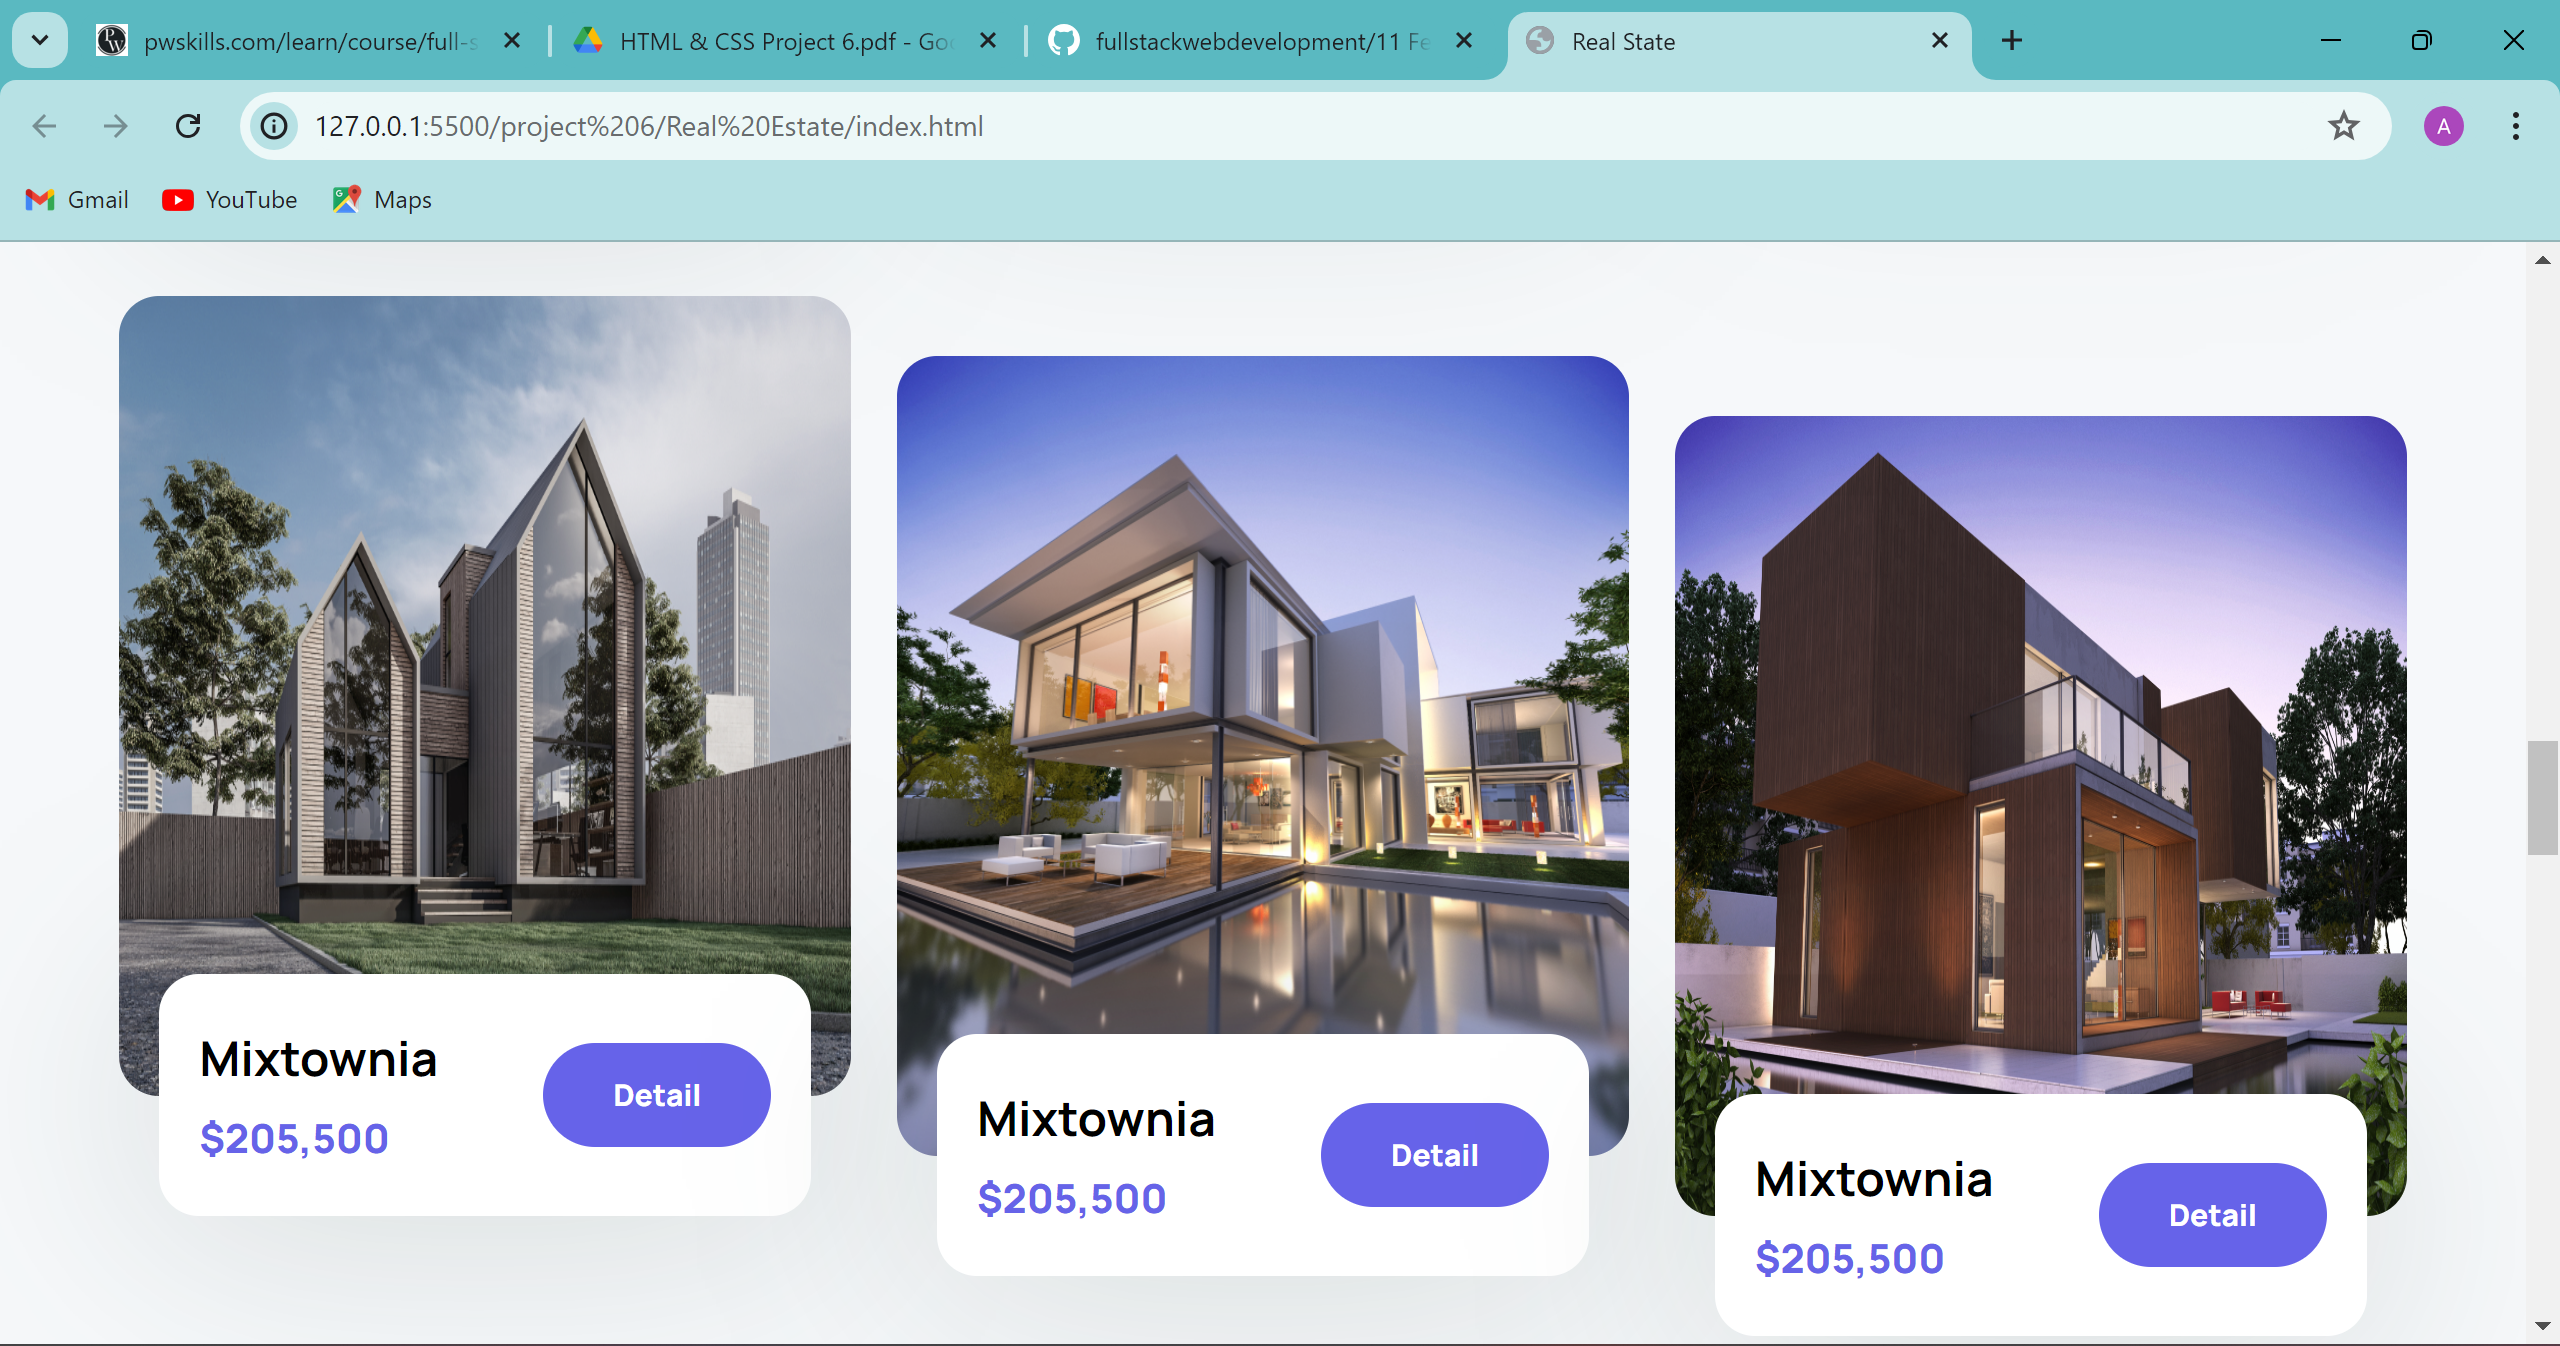 pwskills.com/learn/course/full-s
HTML & CSS Project 6.pdf - Goo
fullstackwebdevelopment/11 Fe
Real State
127.0.0.1:5500/project%206/Real%20Estate/index.html
A
Gmail
YouTube
Maps
Mixtownia
$205,500
Detail
Mixtownia
$205,500
Detail
Mixtownia
$205,500
Detail